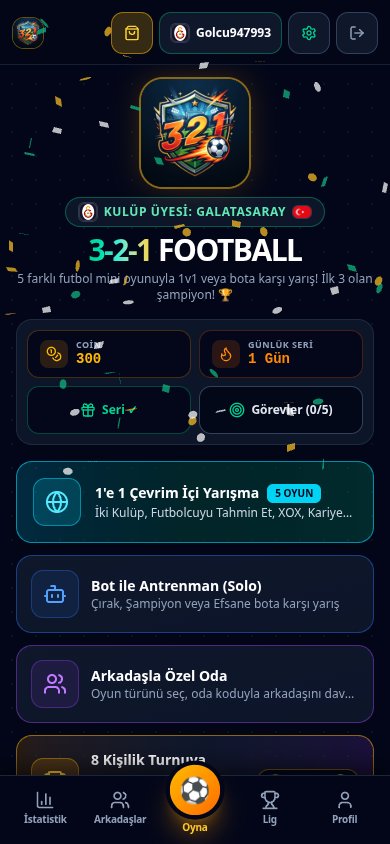 Golcu947993
321
KULÜP ÜYESİ: GALATASARAY
3-2-1 FOOTBALL
5 farklı futbol mini oyunuyla 1v1 veya bota karşı yarış! İlk 3 olan
şampiyon! 🏆
COİN
300
GÜNLÜK SERİ
1 Gün
Seri
Görevler (0/5)
1'e 1 Çevrim İçi Yarışma
5 OYUN
İki Kulüp, Futbolcuyu Tahmin Et, XOX, Kariye...
Bot ile Antrenman (Solo)
Çırak, Şampiyon veya Efsane bota karşı yarış
Arkadaşla Özel Oda
Oyun türünü seç, oda koduyla arkadaşını dav...
8 Kişilik Turnuva
İstatistik
Arkadaşlar
Oyna
Lig
Profil